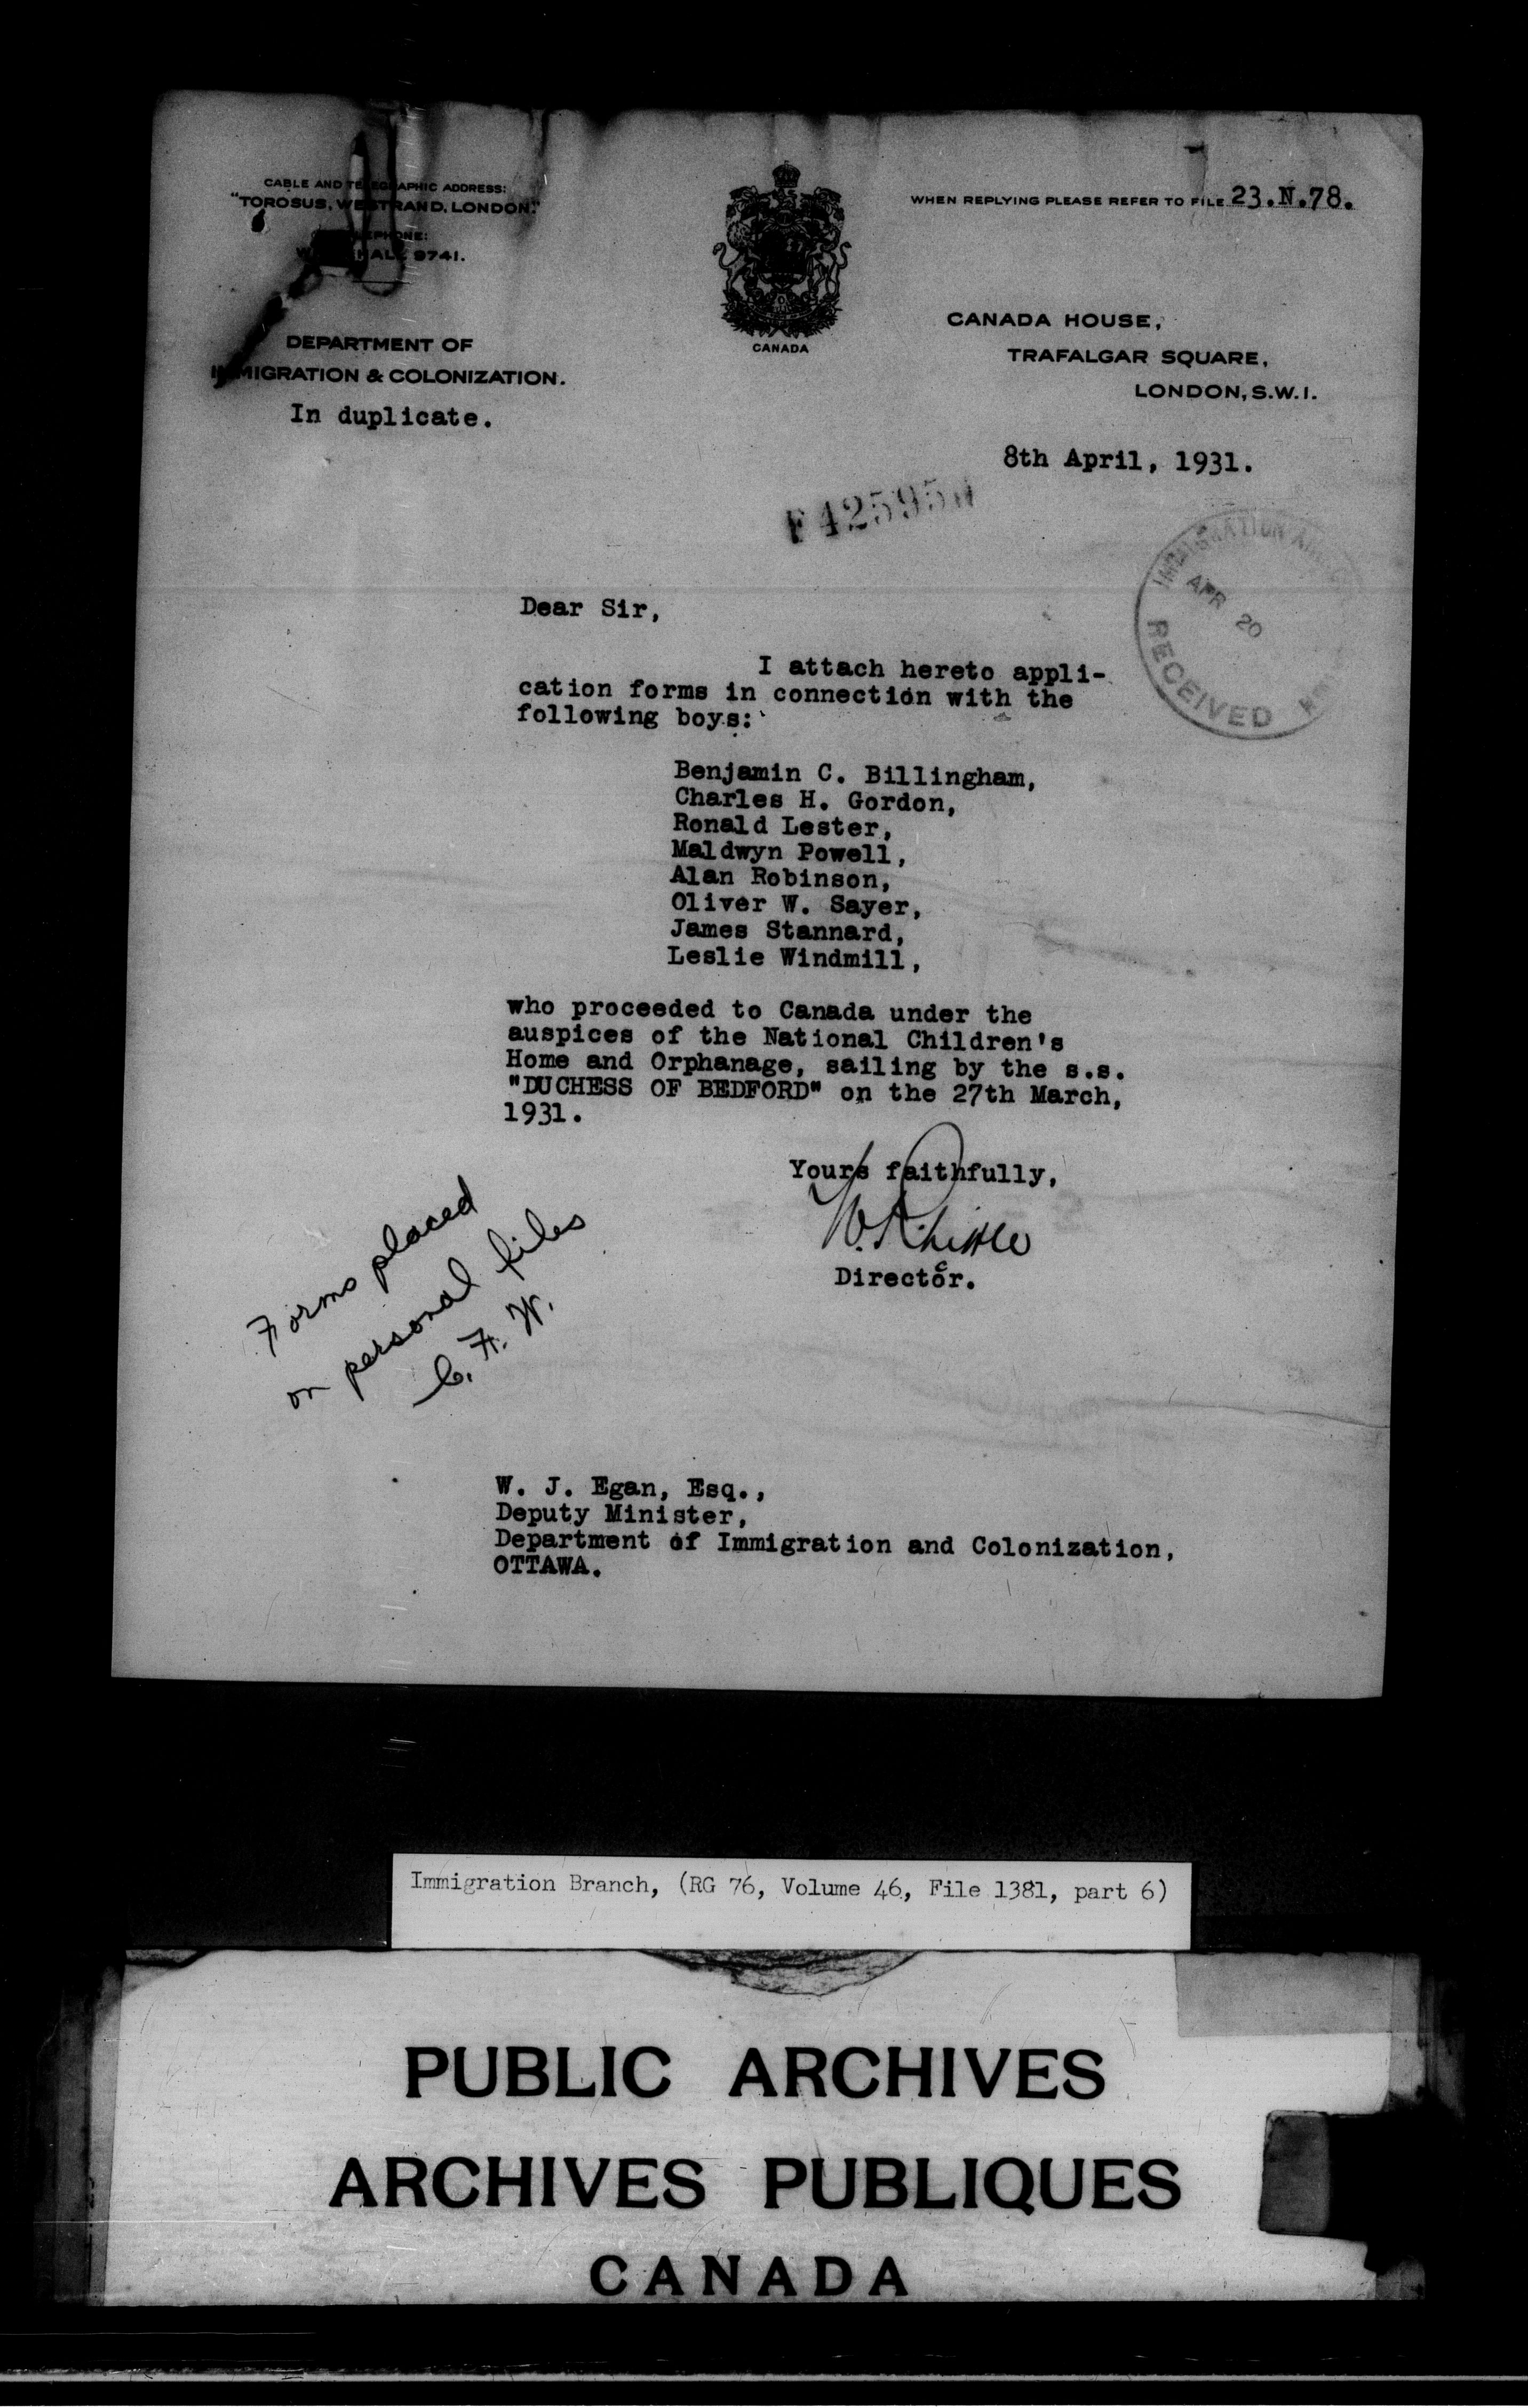 CABLE AND TELEGRAPHIC ADDRESS:
"TOROSUS, WESTRAND, LONDON."
TELEPHONE:
WHITEHALL 9741.
WHEN REPLYING PLEASE REFER TO FILE 23.N.78.
CANADA
DEPARTMENT OF
IMMIGRATION & COLONIZATION.
In duplicate.
CANADA HOUSE,
TRAFALGAR SQUARE,
LONDON, S.W.1.
8th April, 1931.
IMMIGRATION
APR 20
RECEIVED
Dear Sir,
I attach hereto appli-
cation forms in connection with the
following boys:
Benjamin C. Billingham,
Charles H. Gordon,
Ronald Lester,
Maldwyn Powell,
Alan Robinson,
Oliver W. Sayer,
James Stannard,
Leslie Windmill,
who proceeded to Canada under the
auspices of the National Children's
Home and Orphanage, sailing by the s.s.
"DUCHESS OF BEDFORD" on the 27th March,
1931.
Yours faithfully,
Director.
Forms placed
on personal files
C. F. W.
W. J. Egan, Esq.,
Deputy Minister,
Department of Immigration and Colonization,
OTTAWA.
Immigration Branch, (RG 76, Volume 46, File 1381, part 6)
PUBLIC ARCHIVES
ARCHIVES PUBLIQUES
CANADA